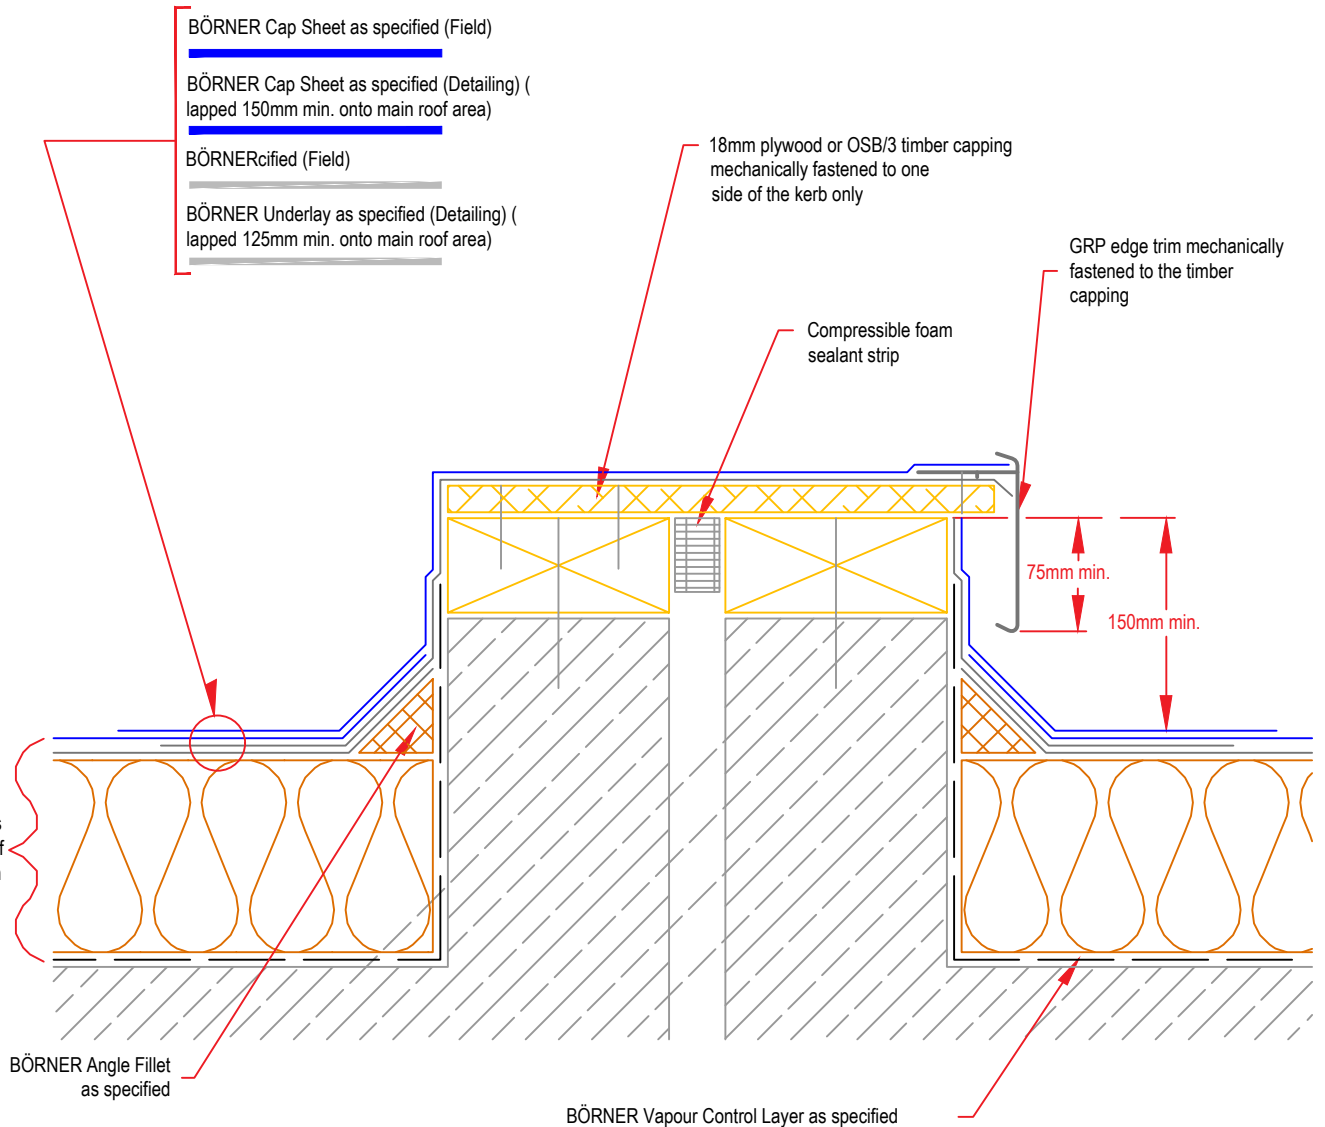 BÖRNER Cap Sheet as specified (Field)
BÖRNER Cap Sheet as specified (Detailing) (
lapped 150mm min. onto main roof area)
BÖRNERcified (Field)
BÖRNER Underlay as specified (Detailing) (
lapped 125mm min. onto main roof area)
18mm plywood or OSB/3 timber capping
mechanically fastened to one
side of the kerb only
GRP edge trim mechanically
fastened to the timber
capping
Compressible foam
sealant strip
75mm min.
150mm min.
BÖRNER Angle Fillet
as specified
BÖRNER Vapour Control Layer as specified